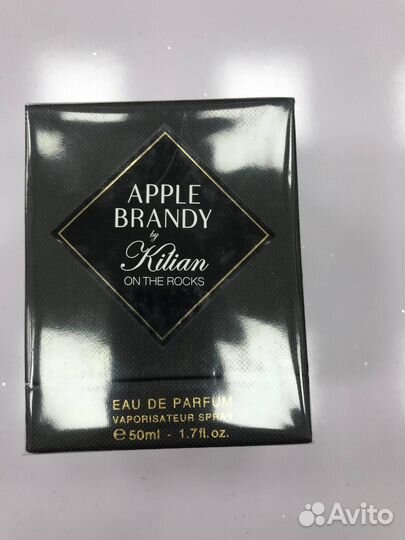 APPLE
BRANDY
by
Kilian
ON THE ROCKS
EAU DE PARFUM
VAPORISATEUR SPRAY
℮50ml - 1.7fl.oz.
Avito